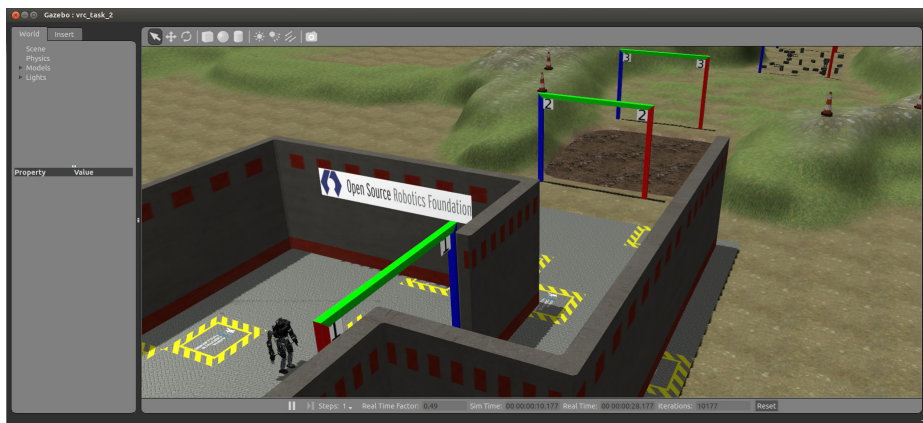 Gazebo : vrc_task_2
World Insert
Scene
Physics
Models
Lights
Property Value
3 3
2 2
Open Source Robotics Foundation
1
1
Steps: 1 Real Time Factor: 0.49 Sim Time: 00 00:00:10.177 Real Time: 00 00:00:28.177 Iterations: 10177 Reset